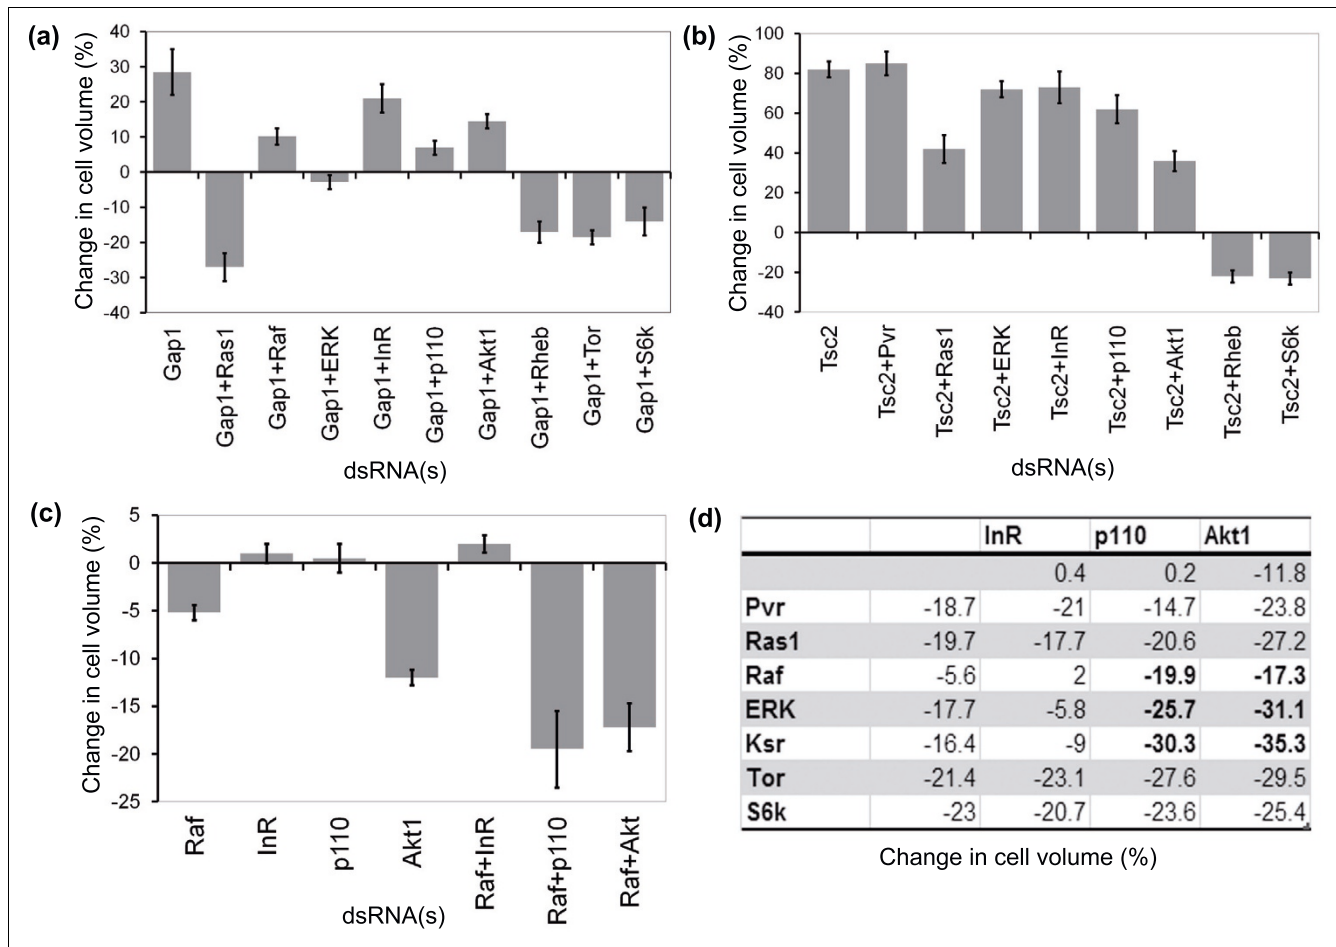 (a)
Change in cell volume (%)
40
30
20
10
0
-10
-20
-30
-40
Gap1
Gap1+Ras1
Gap1+Raf
Gap1+ERK
Gap1+InR
Gap1+p110
Gap1+Akt1
Gap1+Rheb
Gap1+Tor
Gap1+S6k
dsRNA(s)
(b)
Change in cell volume (%)
100
80
60
40
20
0
-20
-40
Tsc2
Tsc2+Pvr
Tsc2+Ras1
Tsc2+ERK
Tsc2+InR
Tsc2+p110
Tsc2+Akt1
Tsc2+Rheb
Tsc2+S6k
dsRNA(s)
(c)
Change in cell volume (%)
5
0
-5
-10
-15
-20
-25
Raf
InR
p110
Akt1
Raf+InR
Raf+p110
Raf+Akt
dsRNA(s)
(d)
InR p110 Akt1
0.4 0.2 -11.8
Pvr -18.7 -21 -14.7 -23.8
Ras1 -19.7 -17.7 -20.6 -27.2
Raf -5.6 2 -19.9 -17.3
ERK -17.7 -5.8 -25.7 -31.1
Ksr -16.4 -9 -30.3 -35.3
Tor -21.4 -23.1 -27.6 -29.5
S6k -23 -20.7 -23.6 -25.4
Change in cell volume (%)